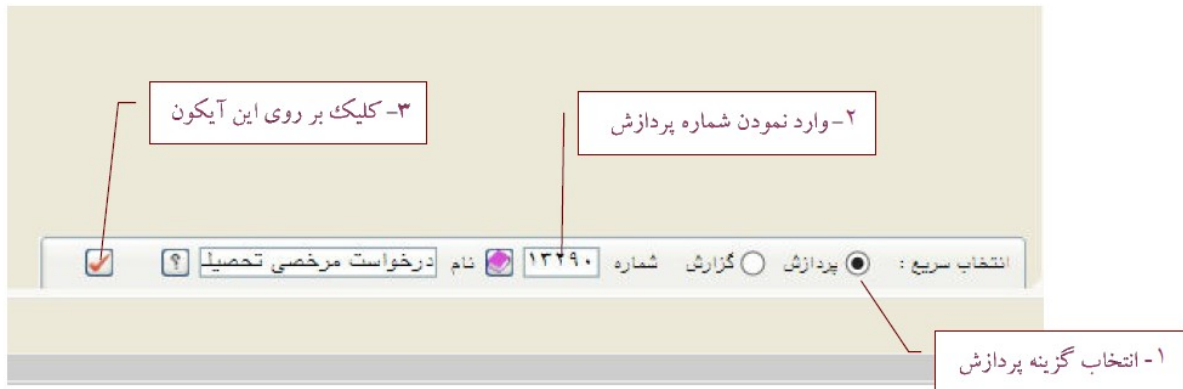 ۳- کلیک بر روی این آیکون
۲- وارد نمودن شماره پردازش
انتخاب سریع : پردازش گزارش شماره ۱۳۲۹۰ نام درخواست مرخصی تحصیلـ ؟
۱- انتخاب گزینه پردازش